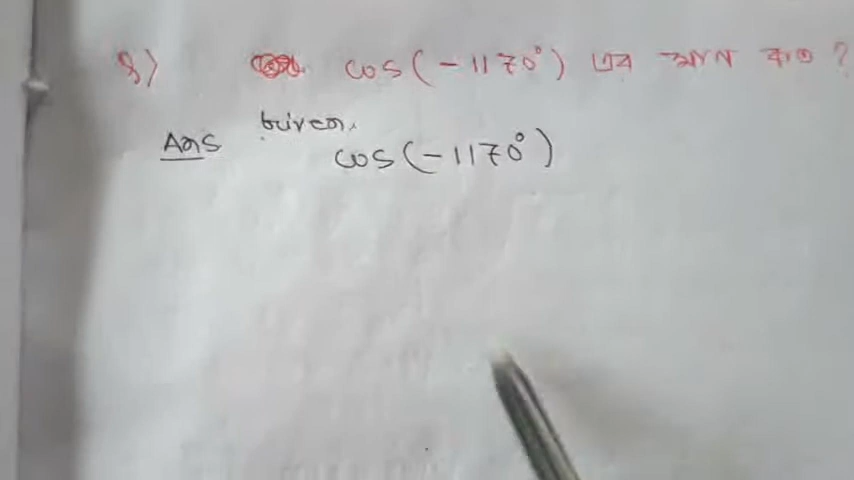 8) cos(-1170°) এর মান কত ?
Ans Given,
cos(-1170°)